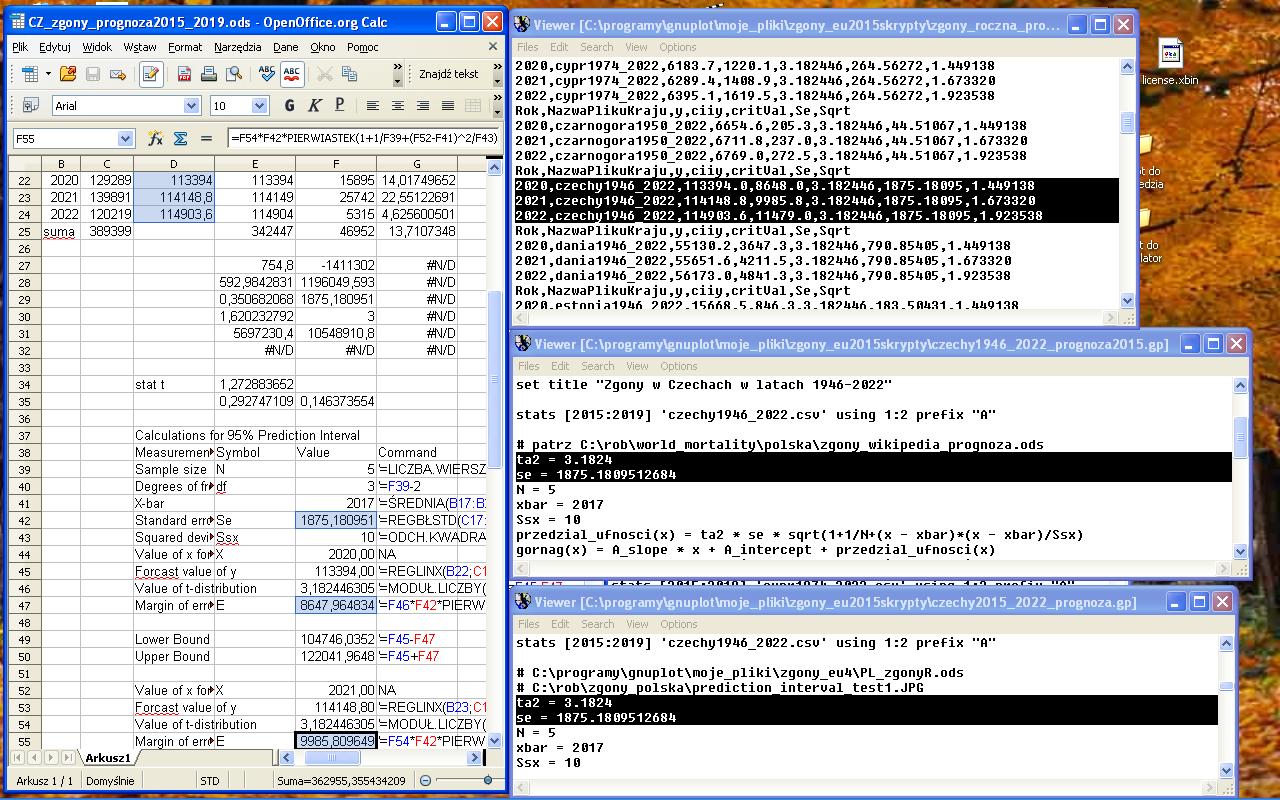 CZ_zgony_prognoza2015_2019.ods - OpenOffice.org Calc
Plik Edytuj Widok Wstaw Format Narzędzia Dane Okno Pomoc
Znajdź tekst
Arial 10 G K P
F55 =F54*F42*PIERWIASTEK(1+1/F39+(F52-F41)^2/F43)
B C D E F G
22 2020 129289 113394 113394 15895 14,01749652
23 2021 139891 114148,8 114149 25742 22,55122691
24 2022 120219 114903,6 114904 5315 4,625600501
25 suma 389399 342447 46952 13,7107348
26
27 754,8 -1411302 #N/D
28 592,9842831 1196049,593 #N/D
29 0,350682068 1875,180951 #N/D
30 1,620232792 3 #N/D
31 5697230,4 10548910,8 #N/D
32 #N/D #N/D #N/D
33
34 stat t 1,272883652
35 0,292747109 0,146373554
36
37 Calculations for 95% Prediction Interval
38 Measureme Symbol Value Command
39 Sample size N 5 '=LICZBA.WIERSZ
40 Degrees of fr df 3 '=F39-2
41 X-bar 2017 '=ŚREDNIA(B17:B
42 Standard erro Se 1875,180951 '=REGBŁSTD(C17:
43 Squared devi Ssx 10 '=ODCH.KWADRA
44 Value of x for X 2020,00 NA
45 Forcast value of y 113394,00 '=REGLINX(B22;C1
46 Value of t-distribution 3,182446305 '=MODUŁ.LICZBY(
47 Margin of erro E 8647,964834 '=F46*F42*PIERW
48
49 Lower Bound 104746,0352 '=F45-F47
50 Upper Bound 122041,9648 '=F45+F47
51
52 Value of x for X 2021,00 NA
53 Forcast value of y 114148,80 '=REGLINX(B23;C1
54 Value of t-distribution 3,182446305 '=MODUŁ.LICZBY(
55 Margin of erro E 9985,809649 '=F54*F42*PIERW
Arkusz1
Arkusz 1 / 1 Domyślnie STD Suma=362955,355434209
Viewer [C:\programy\gnuplot\moje_pliki\zgony_eu2015skrypty\zgony_roczna_pro...
Files Edit Search View Options
2020,cypr1974_2022,6183.7,1220.1,3.182446,264.56272,1.449138
2021,cypr1974_2022,6289.4,1408.9,3.182446,264.56272,1.673320
2022,cypr1974_2022,6395.1,1619.5,3.182446,264.56272,1.923538
Rok,NazwaPlikuKraju,y,ciiy,critVal,Se,Sqrt
2020,czarnogora1950_2022,6654.6,205.3,3.182446,44.51067,1.449138
2021,czarnogora1950_2022,6711.8,237.0,3.182446,44.51067,1.673320
2022,czarnogora1950_2022,6769.0,272.5,3.182446,44.51067,1.923538
Rok,NazwaPlikuKraju,y,ciiy,critVal,Se,Sqrt
2020,czechy1946_2022,113394.0,8648.0,3.182446,1875.18095,1.449138
2021,czechy1946_2022,114148.8,9985.8,3.182446,1875.18095,1.673320
2022,czechy1946_2022,114903.6,11479.0,3.182446,1875.18095,1.923538
Rok,NazwaPlikuKraju,y,ciiy,critVal,Se,Sqrt
2020,dania1946_2022,55130.2,3647.3,3.182446,790.85405,1.449138
2021,dania1946_2022,55651.6,4211.5,3.182446,790.85405,1.673320
2022,dania1946_2022,56173.0,4841.3,3.182446,790.85405,1.923538
Rok,NazwaPlikuKraju,y,ciiy,critVal,Se,Sqrt
2020,estonia1946_2022,15668.5,846.3,3.182446,183.50431,1.449138
Viewer [C:\programy\gnuplot\moje_pliki\zgony_eu2015skrypty\czechy1946_2022_prognoza2015.gp]
Files Edit Search View Options
set title "Zgony w Czechach w latach 1946-2022"
stats [2015:2019] 'czechy1946_2022.csv' using 1:2 prefix "A"
# patrz C:\rob\world_mortality\polska\zgony_wikipedia_prognoza.ods
ta2 = 3.1824
se = 1875.1809512684
N = 5
xbar = 2017
Ssx = 10
przedzial_ufnosci(x) = ta2 * se * sqrt(1+1/N+(x - xbar)*(x - xbar)/Ssx)
gornag(x) = A_slope * x + A_intercept + przedzial_ufnosci(x)
stats [2015:2019] 'cypr1974_2022.csv' using 1:2 prefix "A"
Viewer [C:\programy\gnuplot\moje_pliki\zgony_eu2015skrypty\czechy2015_2022_prognoza.gp]
Files Edit Search View Options
stats [2015:2019] 'czechy1946_2022.csv' using 1:2 prefix "A"
# C:\programy\gnuplot\moje_pliki\zgony_eu4\PL_zgonyR.ods
# C:\rob\zgony_polska\prediction_interval_test1.JPG
ta2 = 3.1824
se = 1875.1809512684
N = 5
xbar = 2017
Ssx = 10
license.xbin